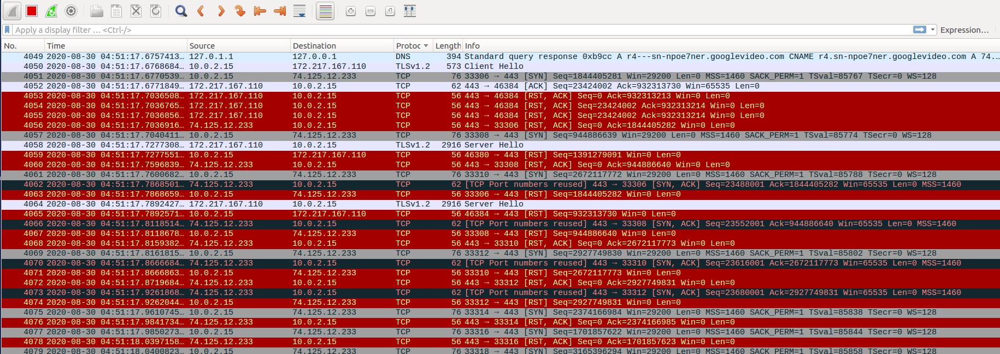 Apply a display filter … <Ctrl-/> Expression…
No. Time Source Destination Protoc Length Info
4049 2020-08-30 04:51:17.6757413… 127.0.1.1 127.0.0.1 DNS 394 Standard query response 0xb9cc A r4---sn-npoe7ner.googlevideo.com CNAME r4.sn-npoe7ner.googlevideo.com A 74.…
4050 2020-08-30 04:51:17.6768684… 10.0.2.15 172.217.167.110 TLSv1.2 573 Client Hello
4051 2020-08-30 04:51:17.6770539… 10.0.2.15 74.125.12.233 TCP 76 33306 → 443 [SYN] Seq=1844405281 Win=29200 Len=0 MSS=1460 SACK_PERM=1 TSval=85767 TSecr=0 WS=128
4052 2020-08-30 04:51:17.6771849… 172.217.167.110 10.0.2.15 TCP 62 443 → 46384 [ACK] Seq=23424002 Ack=932313730 Win=65535 Len=0
4053 2020-08-30 04:51:17.7036508… 172.217.167.110 10.0.2.15 TCP 56 443 → 46384 [RST, ACK] Seq=0 Ack=932313213 Win=0 Len=0
4054 2020-08-30 04:51:17.7036765… 172.217.167.110 10.0.2.15 TCP 56 443 → 46384 [RST, ACK] Seq=23424002 Ack=932313214 Win=0 Len=0
4055 2020-08-30 04:51:17.7036856… 172.217.167.110 10.0.2.15 TCP 56 443 → 46384 [RST, ACK] Seq=23424002 Ack=932313214 Win=0 Len=0
4056 2020-08-30 04:51:17.7036916… 74.125.12.233 10.0.2.15 TCP 56 443 → 33306 [RST, ACK] Seq=0 Ack=1844405282 Win=0 Len=0
4057 2020-08-30 04:51:17.7040411… 10.0.2.15 74.125.12.233 TCP 76 33308 → 443 [SYN] Seq=944886639 Win=29200 Len=0 MSS=1460 SACK_PERM=1 TSval=85774 TSecr=0 WS=128
4058 2020-08-30 04:51:17.7277308… 172.217.167.110 10.0.2.15 TLSv1.2 2916 Server Hello
4059 2020-08-30 04:51:17.7277551… 10.0.2.15 172.217.167.110 TCP 56 46380 → 443 [RST] Seq=1391279091 Win=0 Len=0
4060 2020-08-30 04:51:17.7596839… 74.125.12.233 10.0.2.15 TCP 56 443 → 33308 [RST, ACK] Seq=0 Ack=944886640 Win=0 Len=0
4061 2020-08-30 04:51:17.7600682… 10.0.2.15 74.125.12.233 TCP 76 33310 → 443 [SYN] Seq=2672117772 Win=29200 Len=0 MSS=1460 SACK_PERM=1 TSval=85788 TSecr=0 WS=128
4062 2020-08-30 04:51:17.7868501… 74.125.12.233 10.0.2.15 TCP 62 [TCP Port numbers reused] 443 → 33306 [SYN, ACK] Seq=23488001 Ack=1844405282 Win=65535 Len=0 MSS=1460
4063 2020-08-30 04:51:17.7868659… 10.0.2.15 74.125.12.233 TCP 56 33306 → 443 [RST] Seq=1844405282 Win=0 Len=0
4064 2020-08-30 04:51:17.7892427… 172.217.167.110 10.0.2.15 TLSv1.2 2916 Server Hello
4065 2020-08-30 04:51:17.7892571… 10.0.2.15 172.217.167.110 TCP 56 46384 → 443 [RST] Seq=932313730 Win=0 Len=0
4066 2020-08-30 04:51:17.8118514… 74.125.12.233 10.0.2.15 TCP 62 [TCP Port numbers reused] 443 → 33308 [SYN, ACK] Seq=23552001 Ack=944886640 Win=65535 Len=0 MSS=1460
4067 2020-08-30 04:51:17.8118678… 10.0.2.15 74.125.12.233 TCP 56 33308 → 443 [RST] Seq=944886640 Win=0 Len=0
4068 2020-08-30 04:51:17.8159382… 74.125.12.233 10.0.2.15 TCP 56 443 → 33310 [RST, ACK] Seq=0 Ack=2672117773 Win=0 Len=0
4069 2020-08-30 04:51:17.8161815… 10.0.2.15 74.125.12.233 TCP 76 33312 → 443 [SYN] Seq=2927749830 Win=29200 Len=0 MSS=1460 SACK_PERM=1 TSval=85802 TSecr=0 WS=128
4070 2020-08-30 04:51:17.8666684… 74.125.12.233 10.0.2.15 TCP 62 [TCP Port numbers reused] 443 → 33310 [SYN, ACK] Seq=23616001 Ack=2672117773 Win=65535 Len=0 MSS=1460
4071 2020-08-30 04:51:17.8666863… 10.0.2.15 74.125.12.233 TCP 56 33310 → 443 [RST] Seq=2672117773 Win=0 Len=0
4072 2020-08-30 04:51:17.8719684… 74.125.12.233 10.0.2.15 TCP 56 443 → 33312 [RST, ACK] Seq=0 Ack=2927749831 Win=0 Len=0
4073 2020-08-30 04:51:17.9261868… 74.125.12.233 10.0.2.15 TCP 62 [TCP Port numbers reused] 443 → 33312 [SYN, ACK] Seq=23680001 Ack=2927749831 Win=65535 Len=0 MSS=1460
4074 2020-08-30 04:51:17.9262044… 10.0.2.15 74.125.12.233 TCP 56 33312 → 443 [RST] Seq=2927749831 Win=0 Len=0
4075 2020-08-30 04:51:17.9610745… 10.0.2.15 74.125.12.233 TCP 76 33314 → 443 [SYN] Seq=2374166984 Win=29200 Len=0 MSS=1460 SACK_PERM=1 TSval=85838 TSecr=0 WS=128
4076 2020-08-30 04:51:17.9841734… 74.125.12.233 10.0.2.15 TCP 56 443 → 33314 [RST, ACK] Seq=0 Ack=2374166985 Win=0 Len=0
4077 2020-08-30 04:51:17.9850273… 10.0.2.15 74.125.12.233 TCP 76 33316 → 443 [SYN] Seq=1701857622 Win=29200 Len=0 MSS=1460 SACK_PERM=1 TSval=85844 TSecr=0 WS=128
4078 2020-08-30 04:51:18.0397158… 74.125.12.233 10.0.2.15 TCP 56 443 → 33316 [RST, ACK] Seq=0 Ack=1701857623 Win=0 Len=0
4079 2020-08-30 04:51:18.0400823… 10.0.2.15 74.125.12.233 TCP 76 33318 → 443 [SYN] Seq=3165396294 Win=29200 Len=0 MSS=1460 SACK_PERM=1 TSval=85858 TSecr=0 WS=128